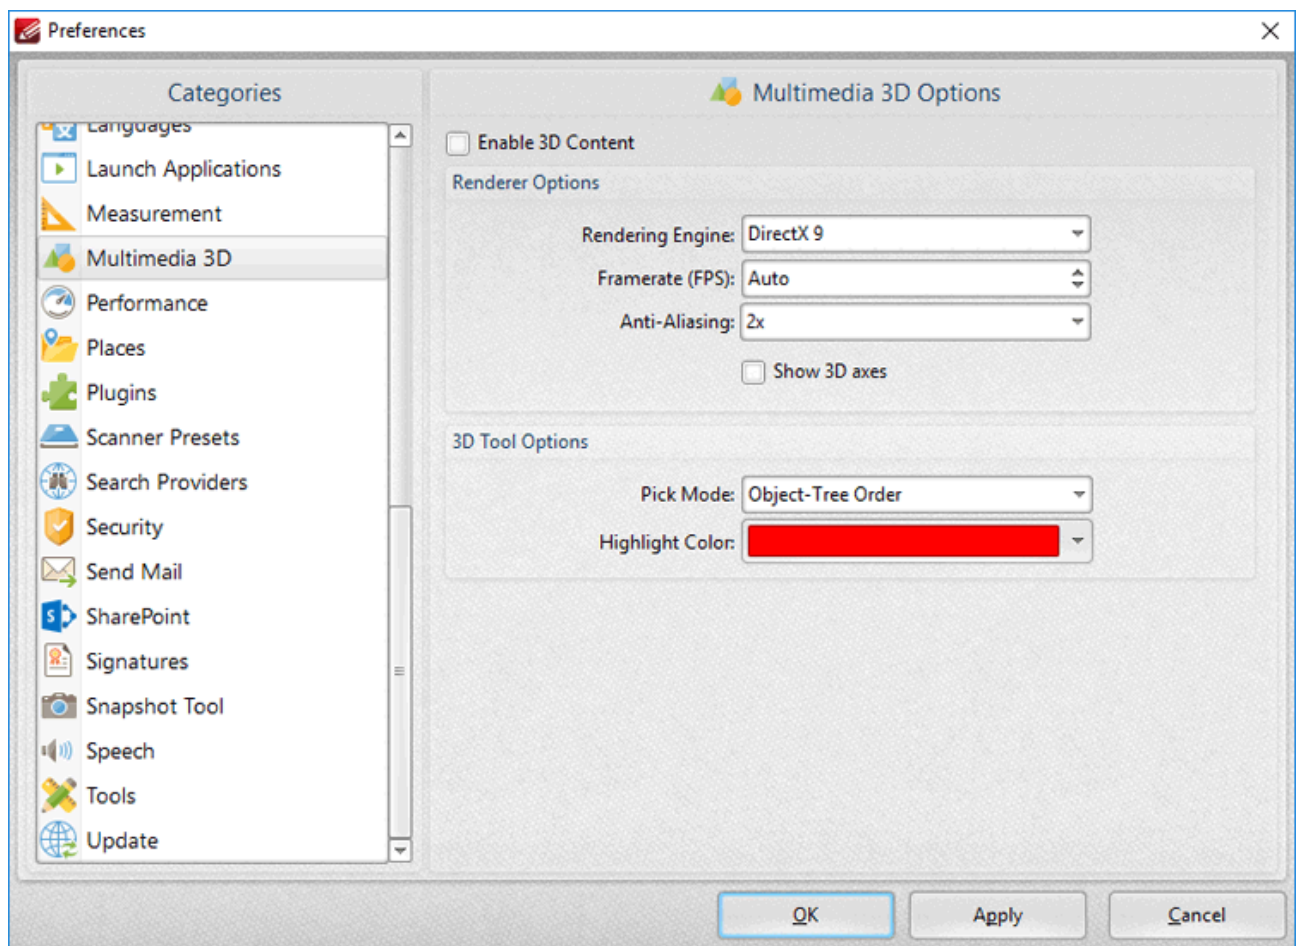 Preferences
Categories
Languages
Launch Applications
Measurement
Multimedia 3D
Performance
Places
Plugins
Scanner Presets
Search Providers
Security
Send Mail
SharePoint
Signatures
Snapshot Tool
Speech
Tools
Update
Multimedia 3D Options
Enable 3D Content
Renderer Options
Rendering Engine: DirectX 9
Framerate (FPS): Auto
Anti-Aliasing: 2x
Show 3D axes
3D Tool Options
Pick Mode: Object-Tree Order
Highlight Color:
OK Apply Cancel